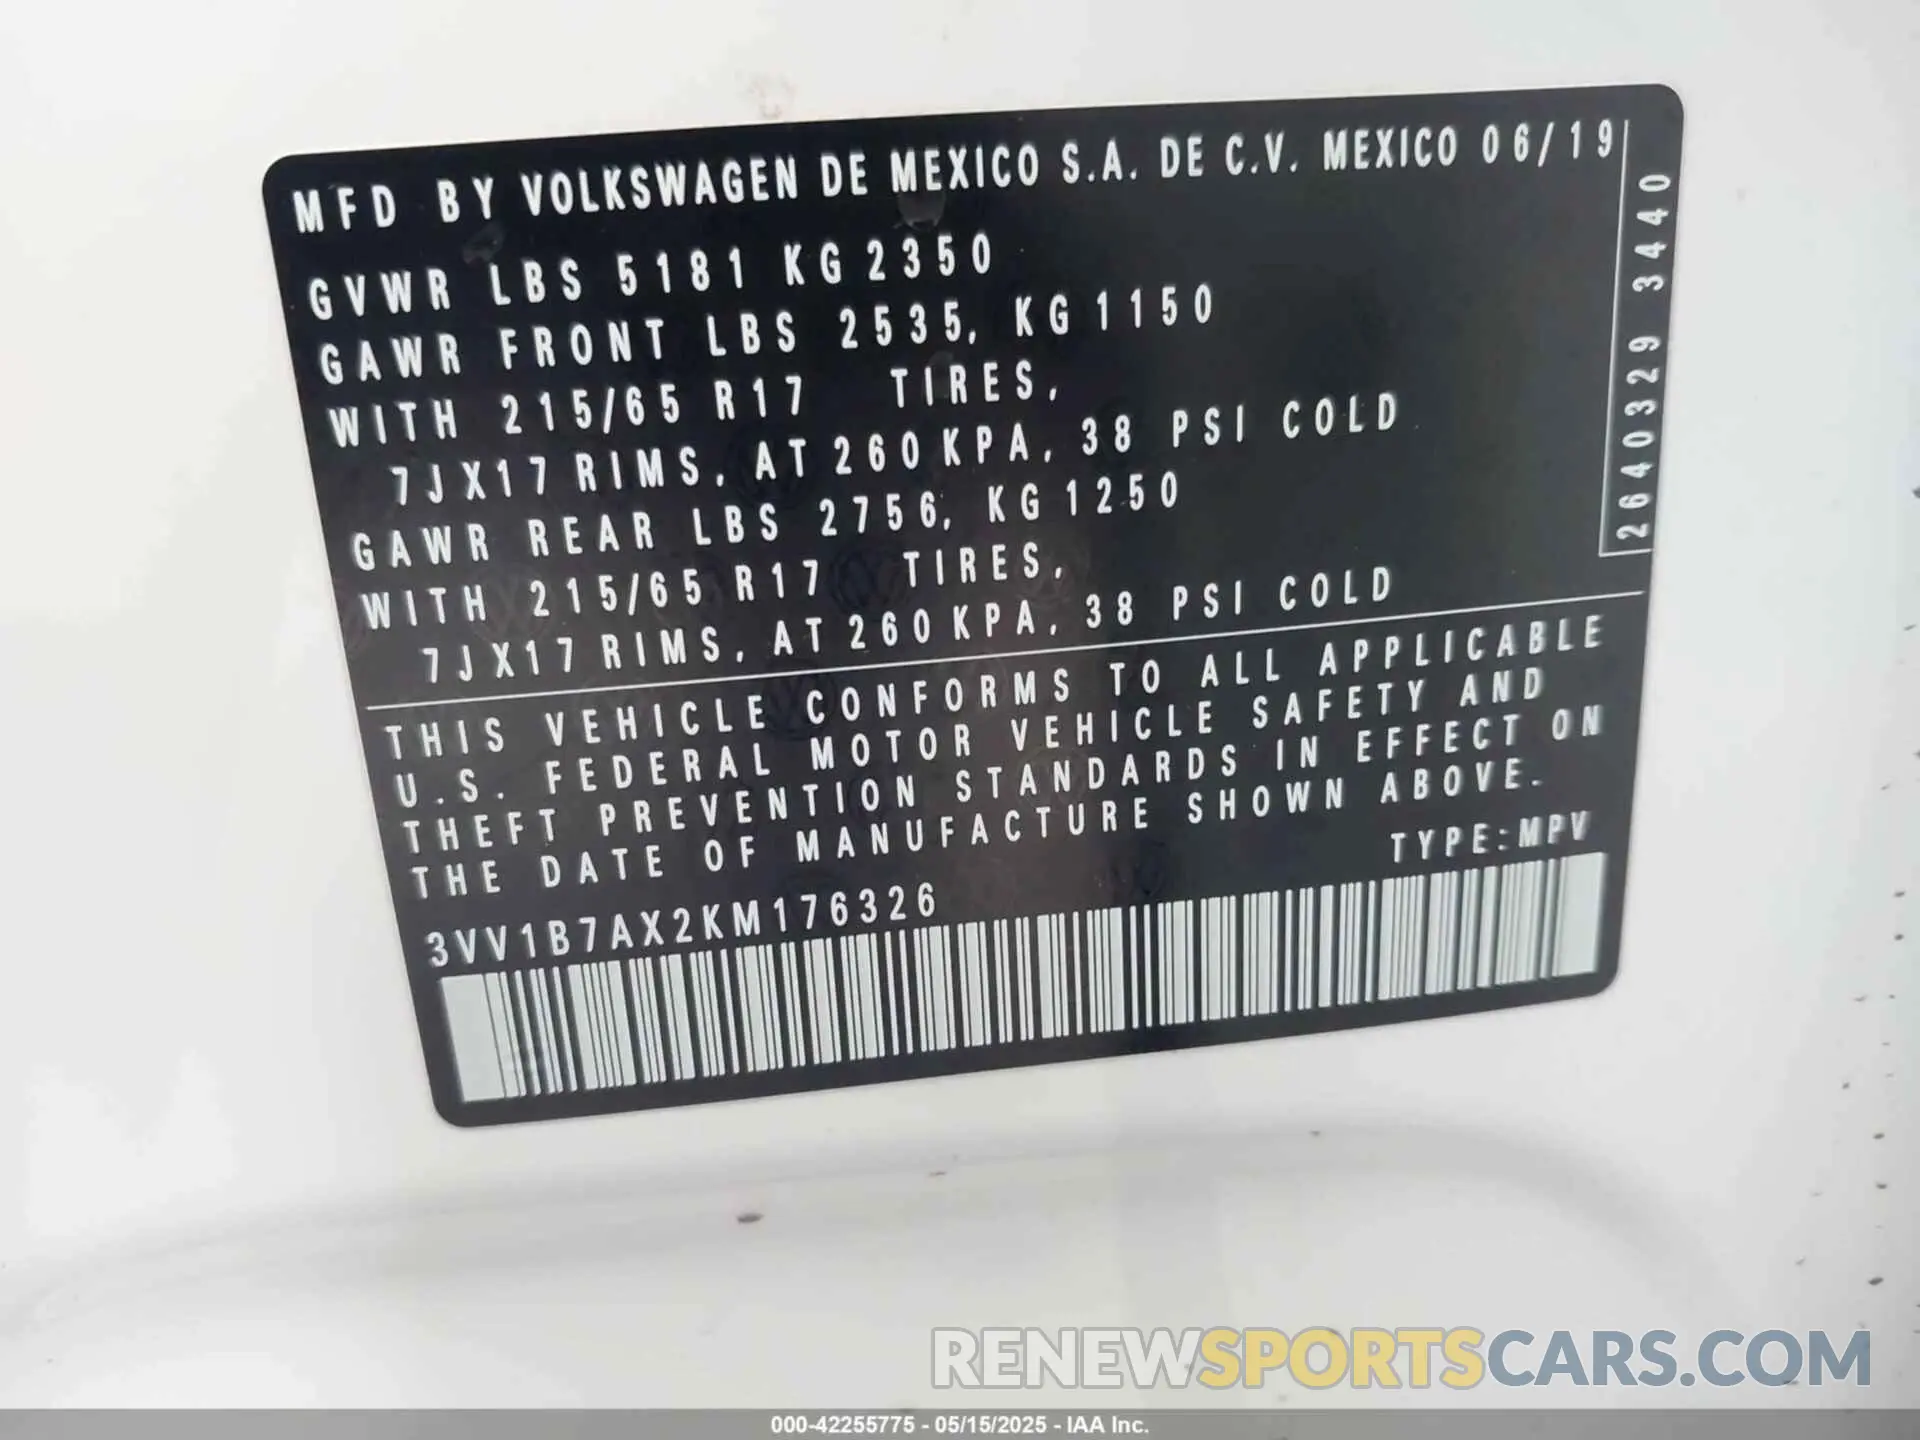 MFD BY VOLKSWAGEN DE MEXICO S.A. DE C.V. MEXICO 06/19
GVWR LBS 5181 KG 2350
GAWR FRONT LBS 2535, KG 1150
WITH 215/65 R17 TIRES,
7JX17 RIMS, AT 260 KPA, 38 PSI COLD
GAWR REAR LBS 2756, KG 1250
WITH 215/65 R17 TIRES,
7JX17 RIMS, AT 260 KPA, 38 PSI COLD
2640329 3440
THIS VEHICLE CONFORMS TO ALL APPLICABLE
U.S. FEDERAL MOTOR VEHICLE SAFETY AND
THEFT PREVENTION STANDARDS IN EFFECT ON
THE DATE OF MANUFACTURE SHOWN ABOVE.
TYPE:MPV
3VV1B7AX2KM176326
RENEWSPORTSCARS.COM
000-42255775 - 05/15/2025 - IAA Inc.